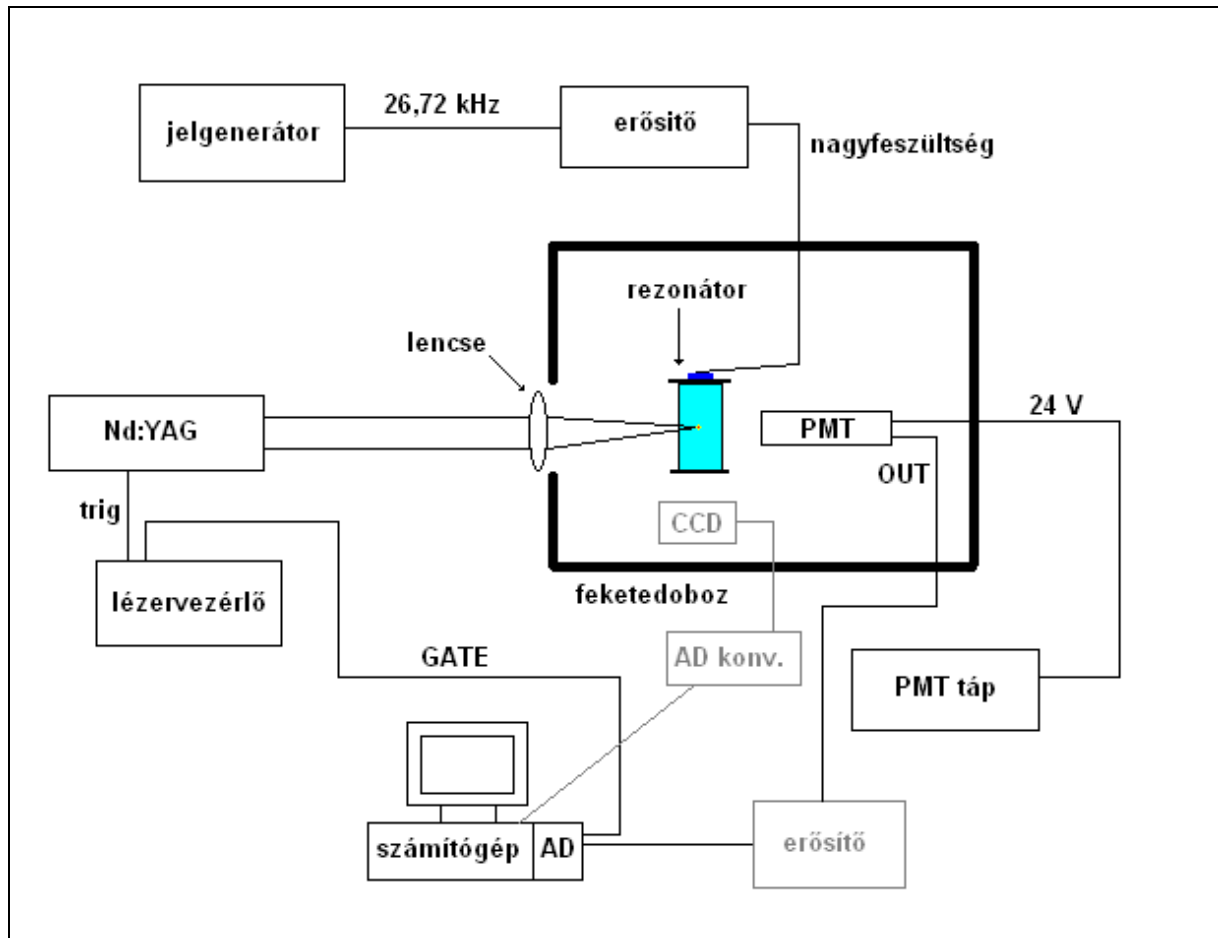 jelgenerátor
26,72 kHz
erősitő
nagyfeszültség
rezonátor
lencse
Nd:YAG
PMT
24 V
OUT
trig
CCD
lézervezérlő
feketedoboz
GATE
AD konv.
PMT táp
számítógép
AD
erősítő